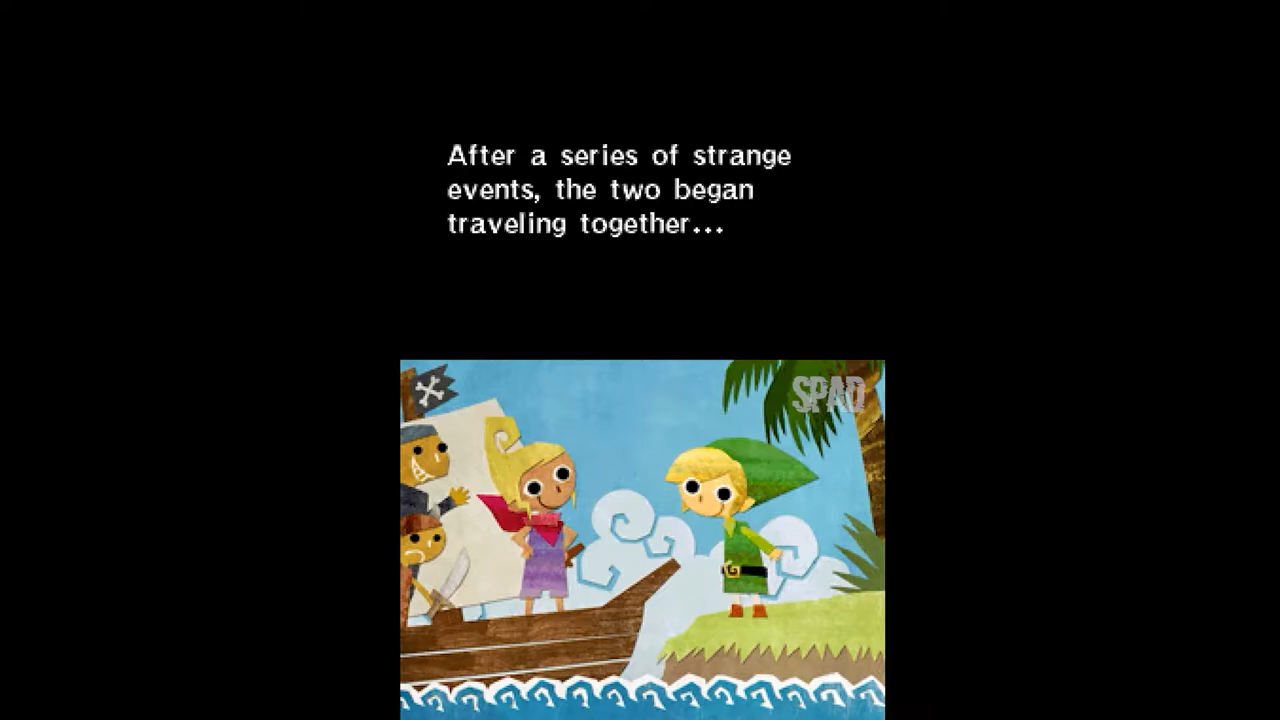 After a series of strange
events, the two began
traveling together...
SPAD